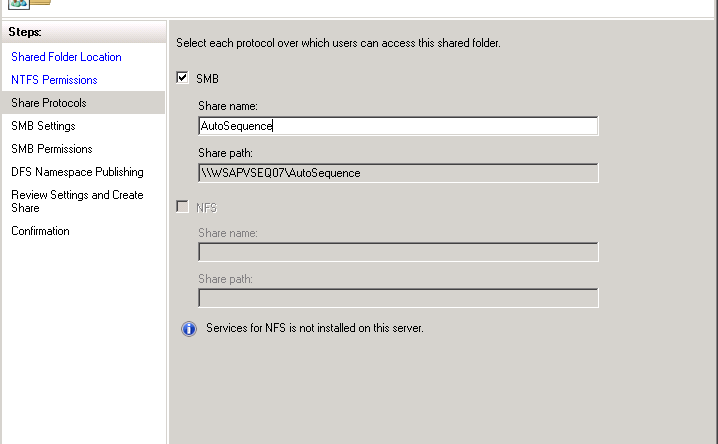 Steps:
Shared Folder Location
NTFS Permissions
Share Protocols
SMB Settings
SMB Permissions
DFS Namespace Publishing
Review Settings and Create
Share
Confirmation
Select each protocol over which users can access this shared folder.
SMB
Share name:
AutoSequence
Share path:
\\WSAPVSEQ07\AutoSequence
NFS
Share name:
Share path:
Services for NFS is not installed on this server.